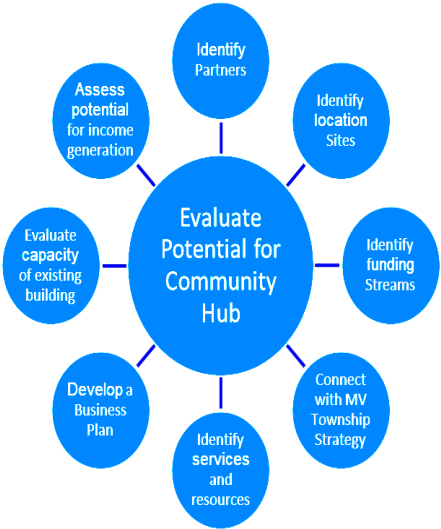 Identify
Partners
Identify
location
Sites
Identify
funding
Streams
Connect
with MV
Township
Strategy
Identify
services
and
resources
Develop a
Business
Plan
Evaluate
capacity
of existing
building
Assess
potential
for income
generation
Evaluate
Potential for
Community
Hub